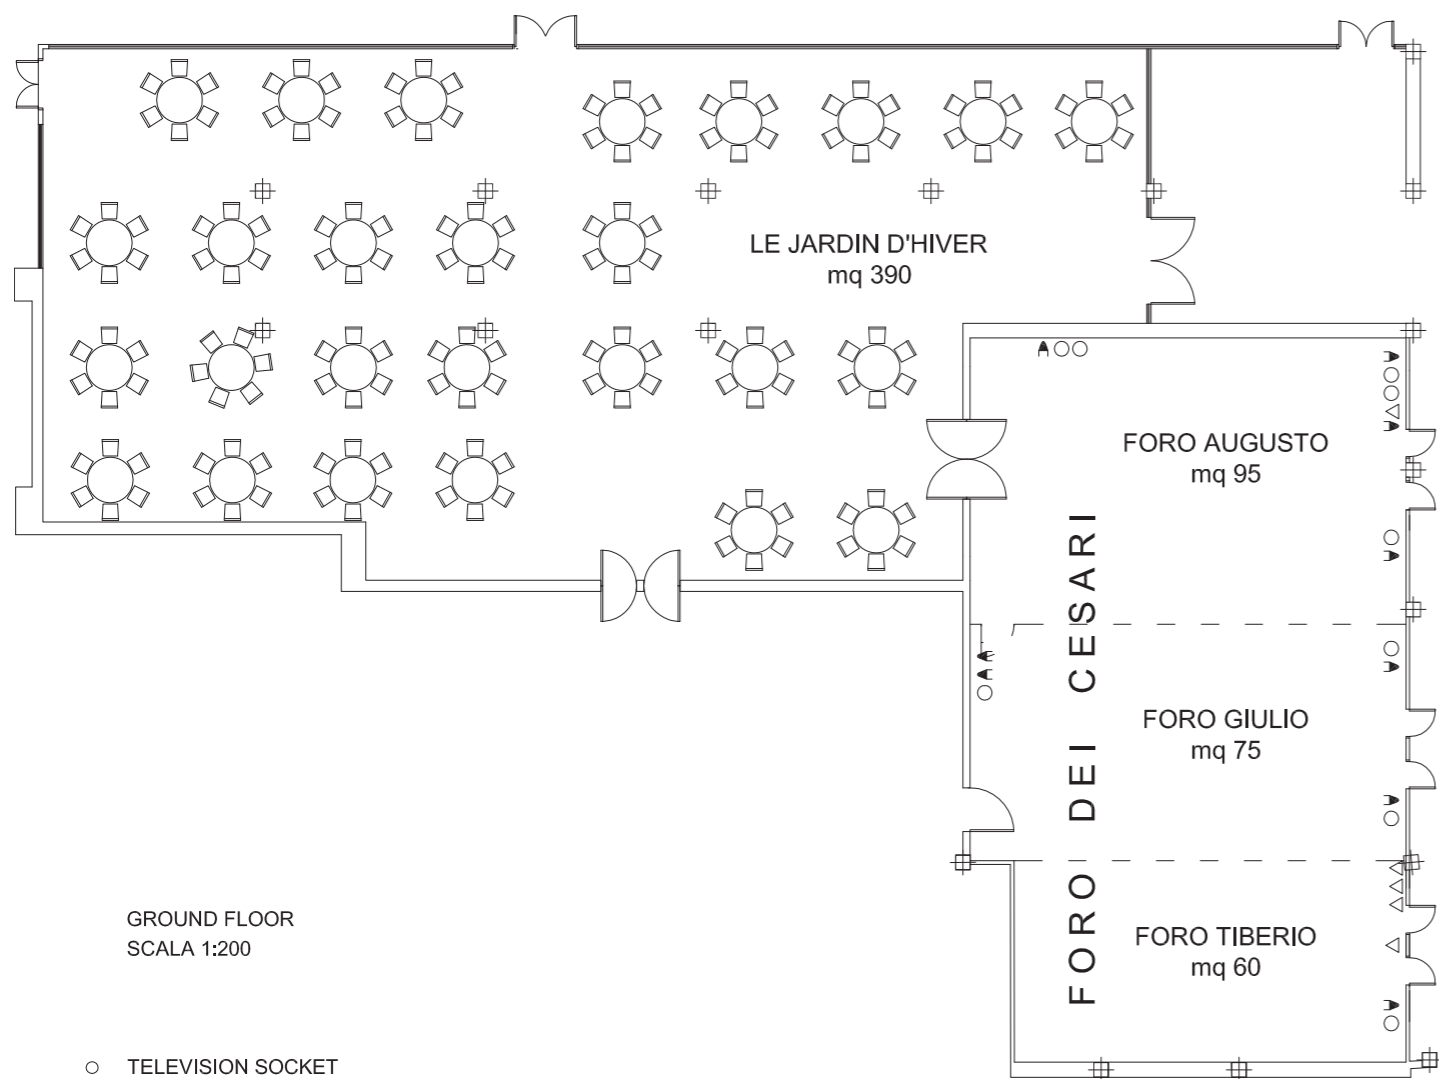 LE JARDIN D'HIVER
mq 390
FORO AUGUSTO
mq 95
FORO DEI CESARI
FORO GIULIO
mq 75
FORO TIBERIO
mq 60
GROUND FLOOR
SCALA 1:200
TELEVISION SOCKET